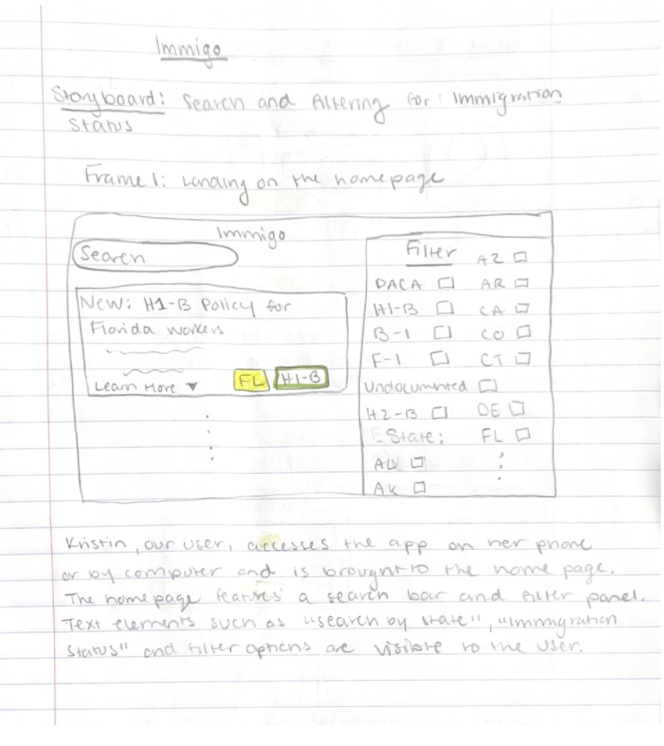 Immigo
Storyboard: Search and Filtering for Immigration
Status
Frame 1: Landing on the homepage
Immigo
Search
New: H1-B Policy for
Florida workers
Learn More ▼
FL
H1-B
Filter
DACA
H1-B
B-1
F-1
Undocumented
H2-B
State:
AL
AK
AZ
AR
CA
CO
CT
DE
FL
Kristin, our user, accesses the app on her phone
or by computer and is brought to the home page.
The homepage features a search bar and filter panel.
Text elements such as "search by state", "Immigration
Status" and filter options are visible to the user.